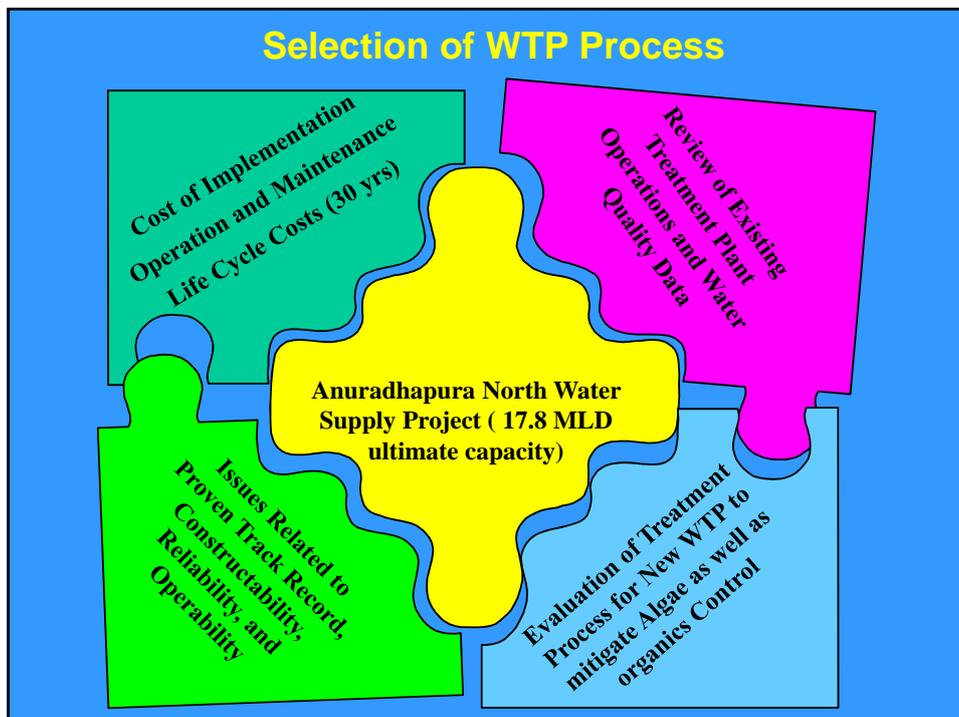 Selection of WTP Process
Cost of Implementation
Operation and Maintenance
Life Cycle Costs (30 yrs)
Review of Existing
Treatment Plant
Operations and Water
Quality Data
Anuradhapura North Water
Supply Project ( 17.8 MLD
ultimate capacity)
Issues Related to
Proven Track Record,
Constructability,
Reliability, and
Operability
Evaluation of Treatment
Process for New WTP to
mitigate Algae as well as
organics Control